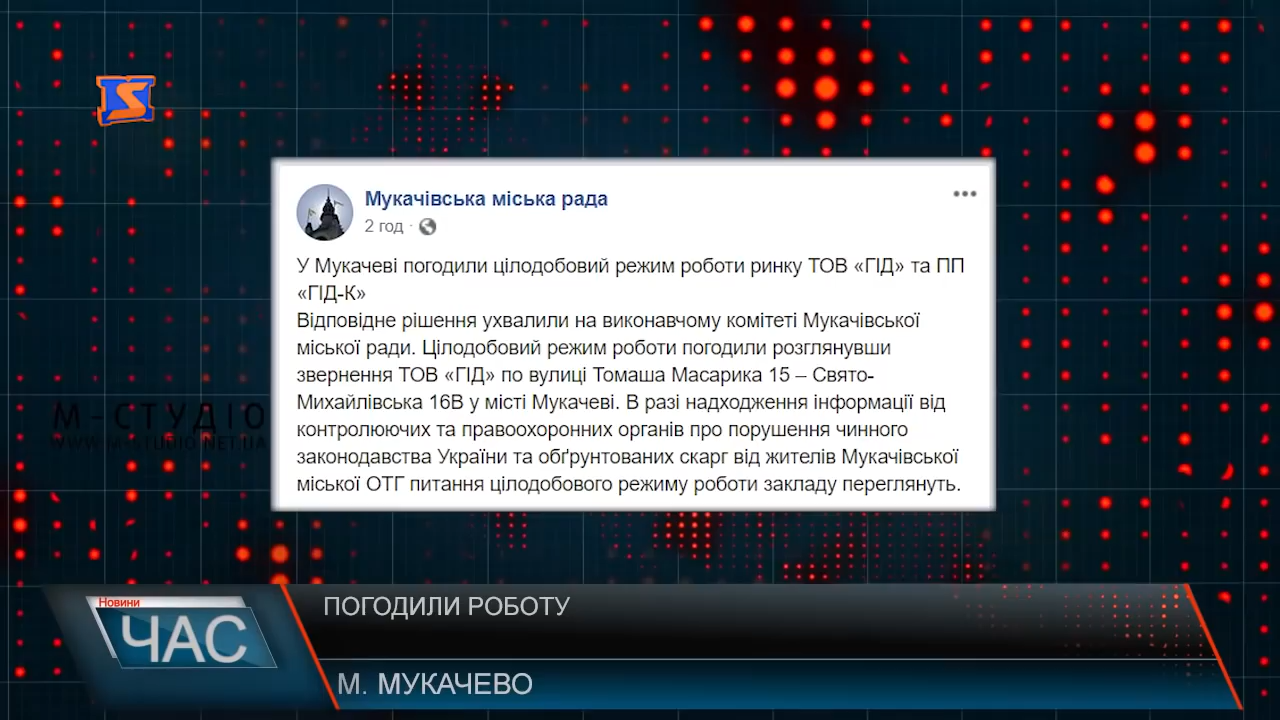 Мукачівська міська рада
2 год ·
У Мукачеві погодили цілодобовий режим роботи ринку ТОВ «ГІД» та ПП
«ГІД-К»
Відповідне рішення ухвалили на виконавчому комітеті Мукачівської
міської ради. Цілодобовий режим роботи погодили розглянувши
звернення ТОВ «ГІД» по вулиці Томаша Масарика 15 – Свято-
Михайлівська 16В у місті Мукачеві. В разі надходження інформації від
контролюючих та правоохоронних органів про порушення чинного
законодавства України та обґрунтованих скарг від жителів Мукачівської
міської ОТГ питання цілодобового режиму роботи закладу переглянуть.
М-СТУДІО
WWW.M-STUDIO.NET.UA
Новини
ЧАС
ПОГОДИЛИ РОБОТУ
М. МУКАЧЕВО